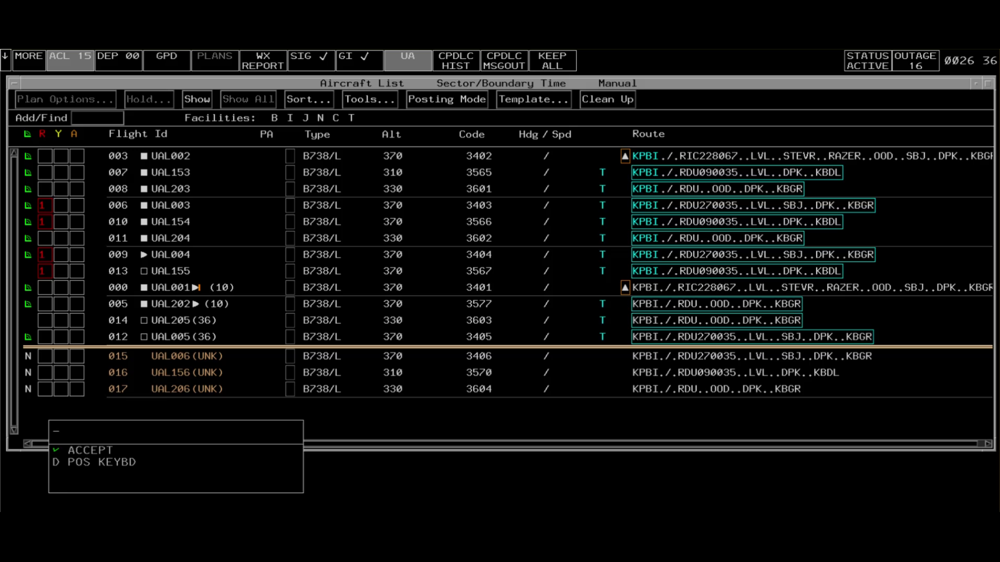 ↓ MORE ACL 15 DEP 00 GPD PLANS WX REPORT SIG ✓ GI ✓ UA CPDLC HIST CPDLC MSGOUT KEEP ALL STATUS ACTIVE OUTAGE 16 0026 36
Aircraft List Sector/Boundary Time Manual
Plan Options... Hold... Show Show All Sort... Tools... Posting Mode Template... Clean Up
Add/Find Facilities: B I J N C T
R Y A Flight Id PA Type Alt Code Hdg / Spd Route
003 UAL002 B738/L 370 3402 / KPBI./.RIC228067..LVL..STEVR..RAZER..OOD..SBJ..DPK..KBGR
007 UAL153 B738/L 310 3565 / T KPBI./.RDU090035..LVL..DPK..KBDL
008 UAL203 B738/L 330 3601 / T KPBI./.RDU..OOD..DPK..KBGR
1 006 UAL003 B738/L 370 3403 / T KPBI./.RDU270035..LVL..SBJ..DPK..KBGR
1 010 UAL154 B738/L 370 3566 / T KPBI./.RDU090035..LVL..DPK..KBDL
011 UAL204 B738/L 330 3602 / T KPBI./.RDU..OOD..DPK..KBGR
1 009 UAL004 B738/L 370 3404 / T KPBI./.RDU270035..LVL..SBJ..DPK..KBGR
1 013 UAL155 B738/L 370 3567 / T KPBI./.RDU090035..LVL..DPK..KBDL
000 UAL001 (10) B738/L 370 3401 / KPBI./.RIC228067..LVL..STEVR..RAZER..OOD..SBJ..DPK..KBGR
005 UAL202 (10) B738/L 370 3577 / T KPBI./.RDU..OOD..DPK..KBGR
014 UAL205(36) B738/L 330 3603 / T KPBI./.RDU..OOD..DPK..KBGR
012 UAL005(36) B738/L 370 3405 / T KPBI./.RDU270035..LVL..SBJ..DPK..KBGR
N 015 UAL006(UNK) B738/L 370 3406 / KPBI./.RDU270035..LVL..SBJ..DPK..KBGR
N 016 UAL156(UNK) B738/L 310 3570 / KPBI./.RDU090035..LVL..DPK..KBDL
N 017 UAL206(UNK) B738/L 330 3604 / KPBI./.RDU..OOD..DPK..KBGR
_
✓ ACCEPT
D POS KEYBD